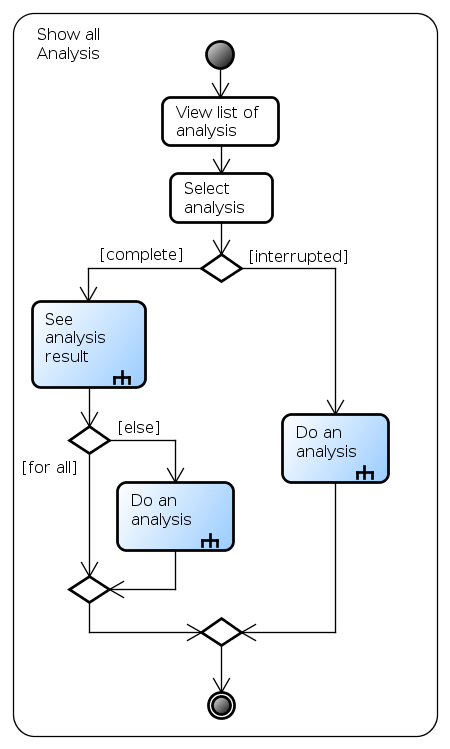 Show all
Analysis
View list of
analysis
Select
analysis
[complete]
[interrupted]
See
analysis
result
[else]
Do an
analysis
[for all]
Do an
analysis